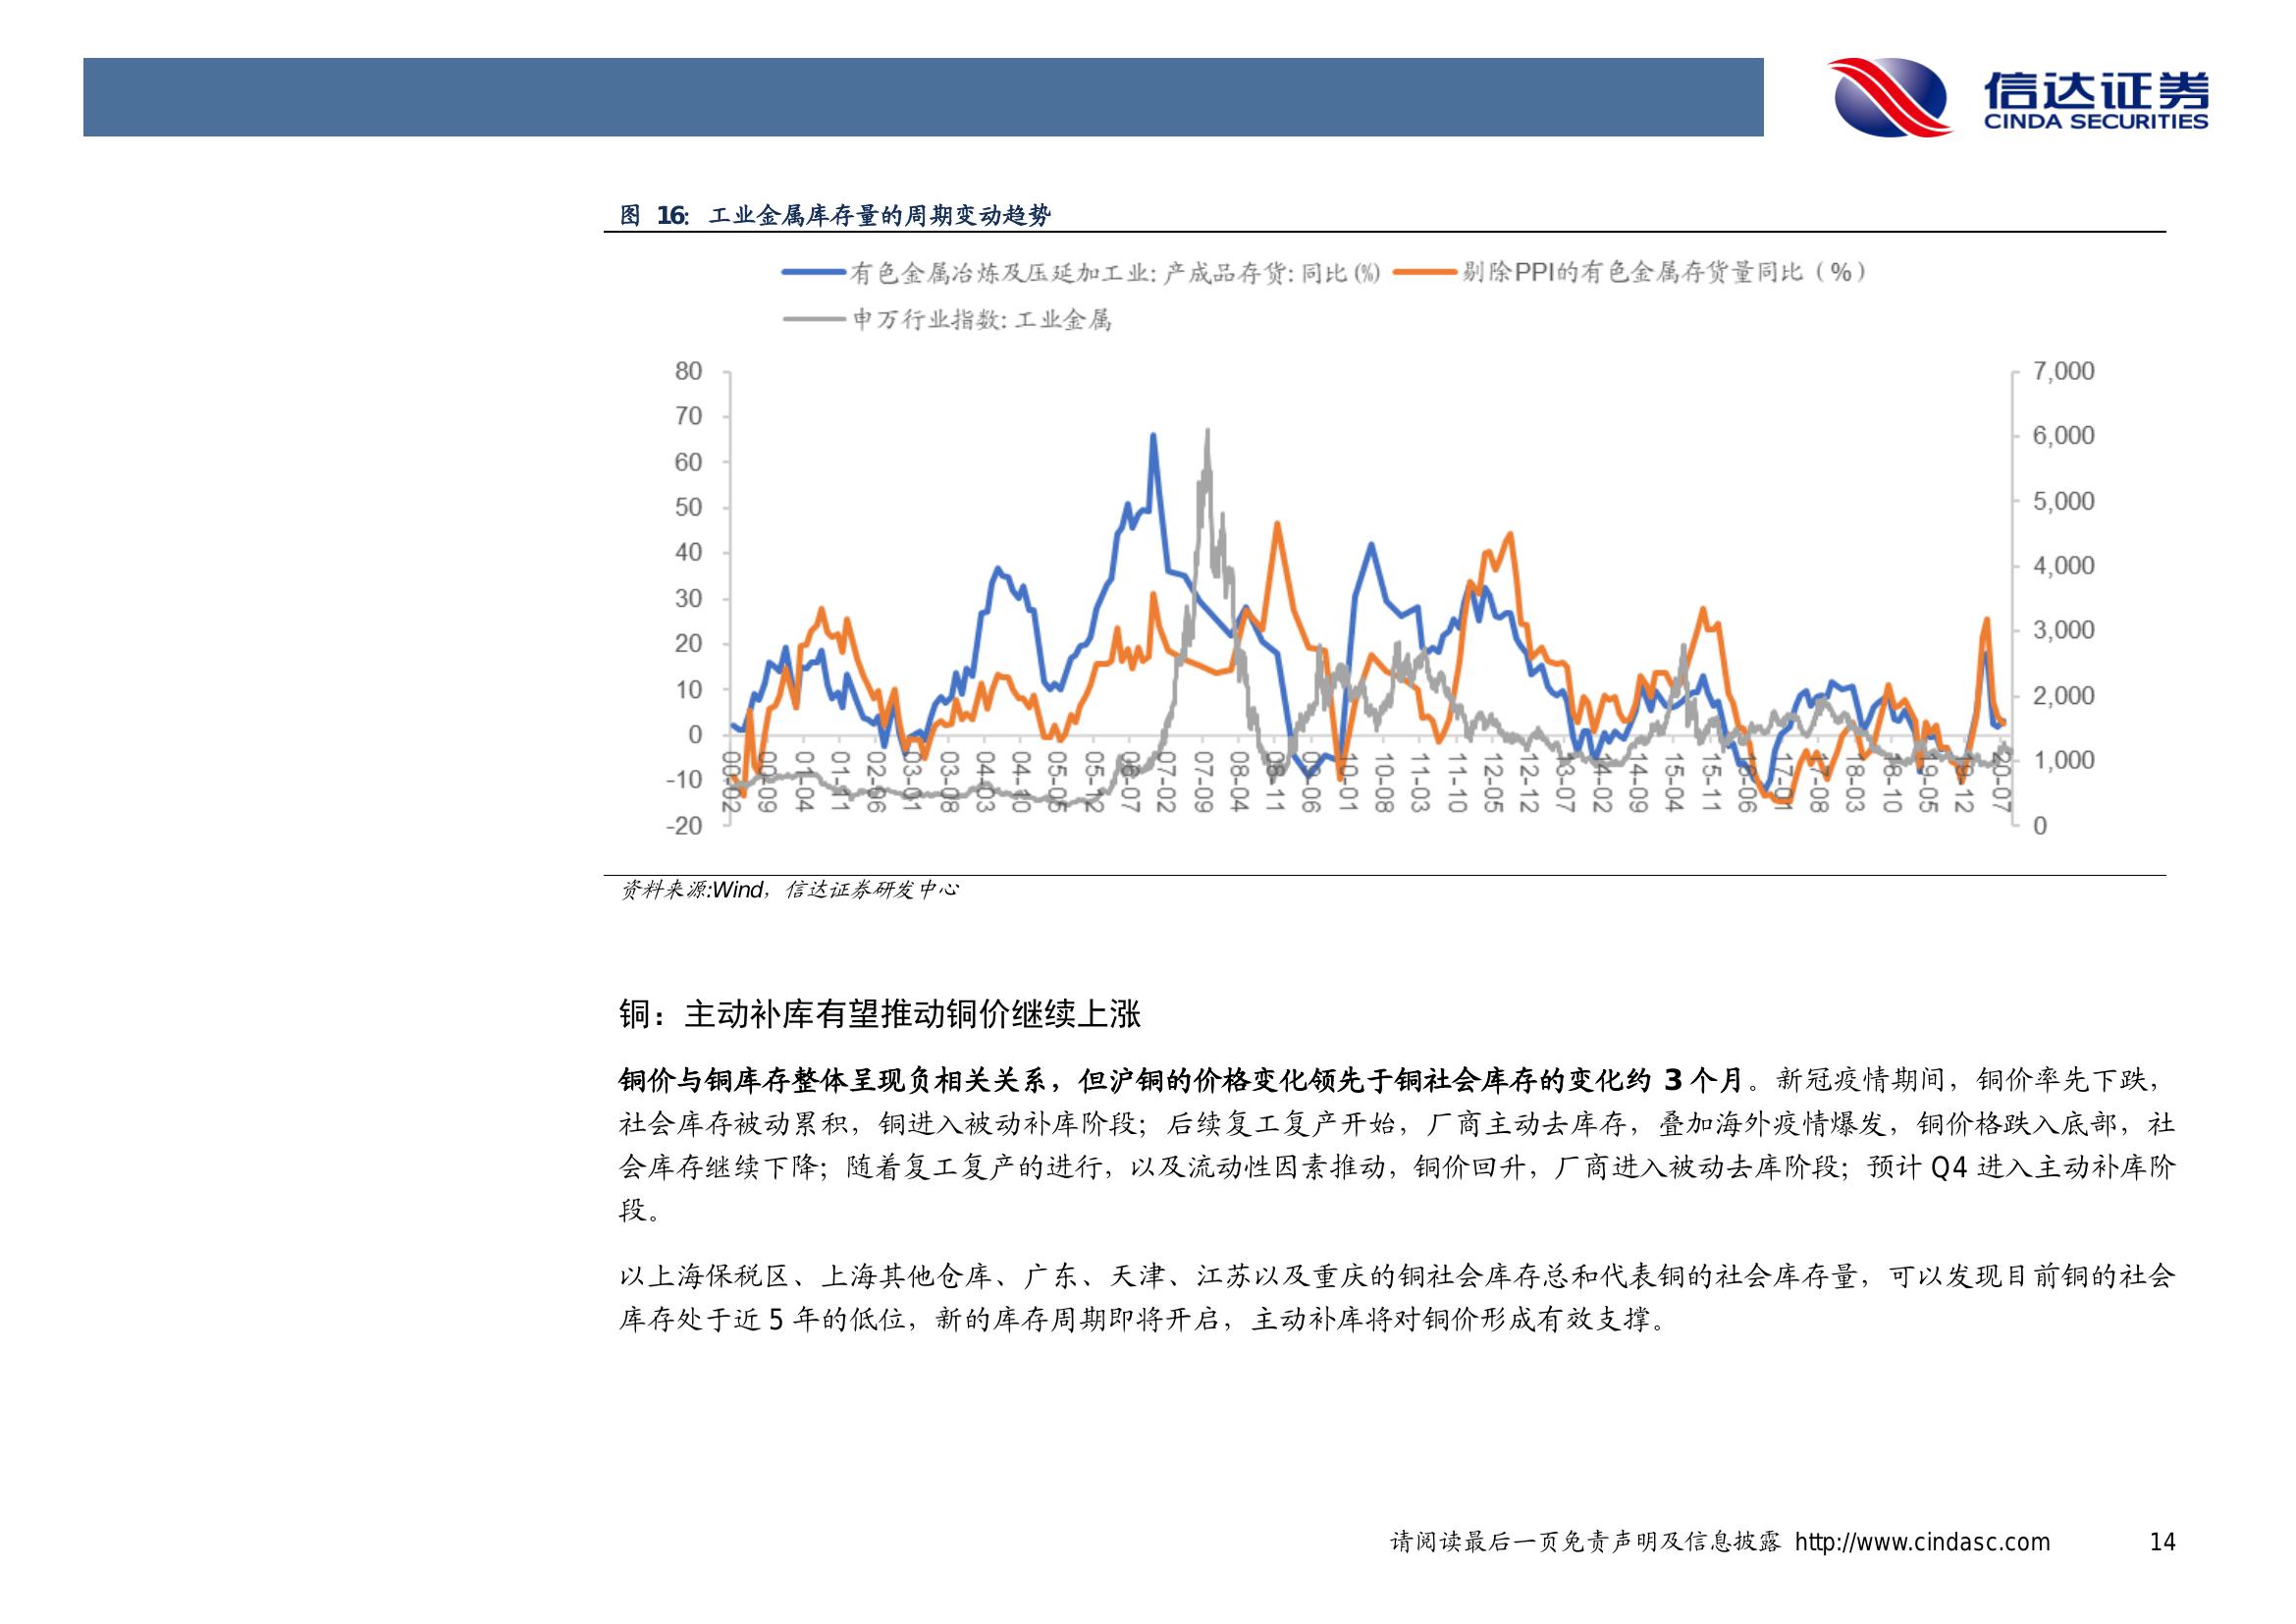 信达证券
CINDA SECURITIES
图 16：工业金属库存量的周期变动趋势
有色金属冶炼及压延加工业:产成品存货:同比(%) 剔除PPI的有色金属存货量同比（%）
申万行业指数:工业金属
80
70
60
50
40
30
20
10
0
-10
-20
7,000
6,000
5,000
4,000
3,000
2,000
1,000
0
00-02 00-09 01-04 01-11 02-06 03-01 03-08 04-03 04-10 05-05 05-12 06-07 07-02 07-09 08-04 08-11 09-06 10-01 10-08 11-03 11-10 12-05 12-12 13-07 14-02 14-09 15-04 15-11 16-06 17-01 17-08 18-03 18-10 19-05 19-12 20-07
资料来源:Wind，信达证券研发中心
铜：主动补库有望推动铜价继续上涨
铜价与铜库存整体呈现负相关关系，但沪铜的价格变化领先于铜社会库存的变化约 3 个月。新冠疫情期间，铜价率先下跌，
社会库存被动累积，铜进入被动补库阶段；后续复工复产开始，厂商主动去库存，叠加海外疫情爆发，铜价格跌入底部，社
会库存继续下降；随着复工复产的进行，以及流动性因素推动，铜价回升，厂商进入被动去库阶段；预计 Q4 进入主动补库阶
段。
以上海保税区、上海其他仓库、广东、天津、江苏以及重庆的铜社会库存总和代表铜的社会库存量，可以发现目前铜的社会
库存处于近 5 年的低位，新的库存周期即将开启，主动补库将对铜价形成有效支撑。
请阅读最后一页免责声明及信息披露 http://www.cindasc.com 14